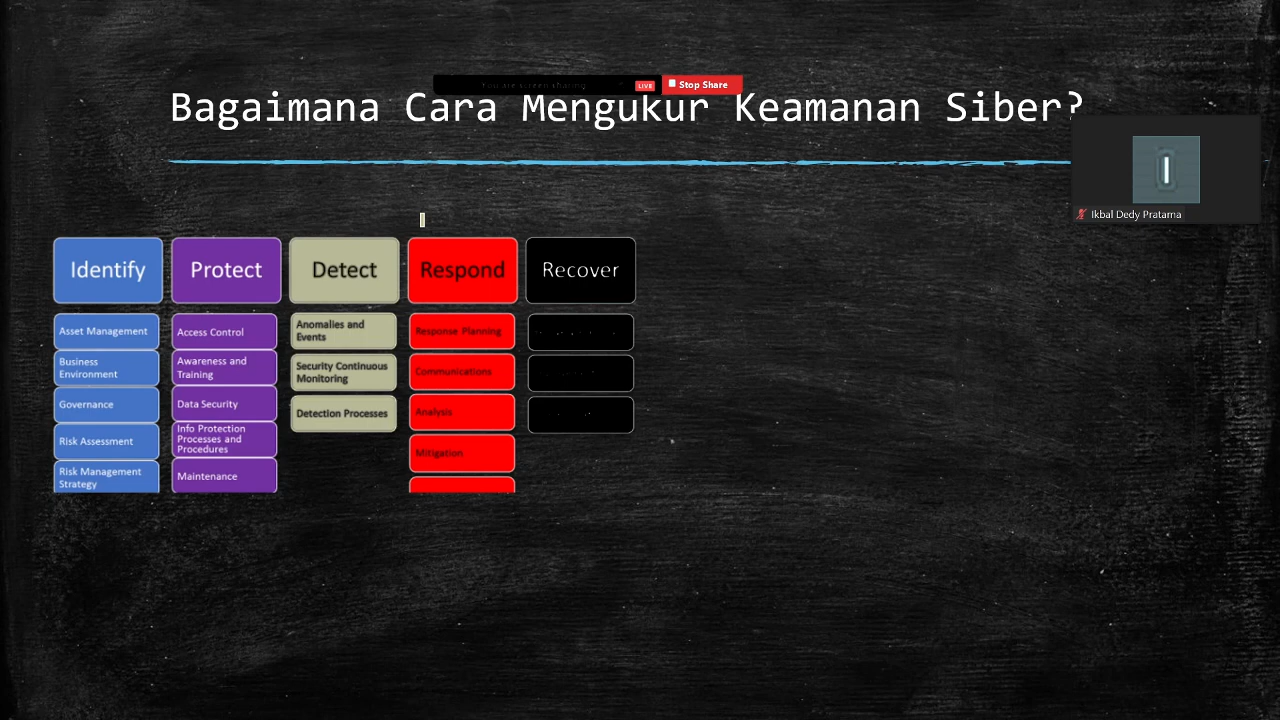 LIVE
Stop Share
Bagaimana Cara Mengukur Keamanan Siber?
I
Ikbal Dedy Pratama
Identify
Protect
Detect
Respond
Recover
Asset Management
Business
Environment
Governance
Risk Assessment
Risk Management
Strategy
Access Control
Awareness and
Training
Data Security
Info Protection
Processes and
Procedures
Maintenance
Anomalies and
Events
Security Continuous
Monitoring
Detection Processes
Response Planning
Communications
Analysis
Mitigation